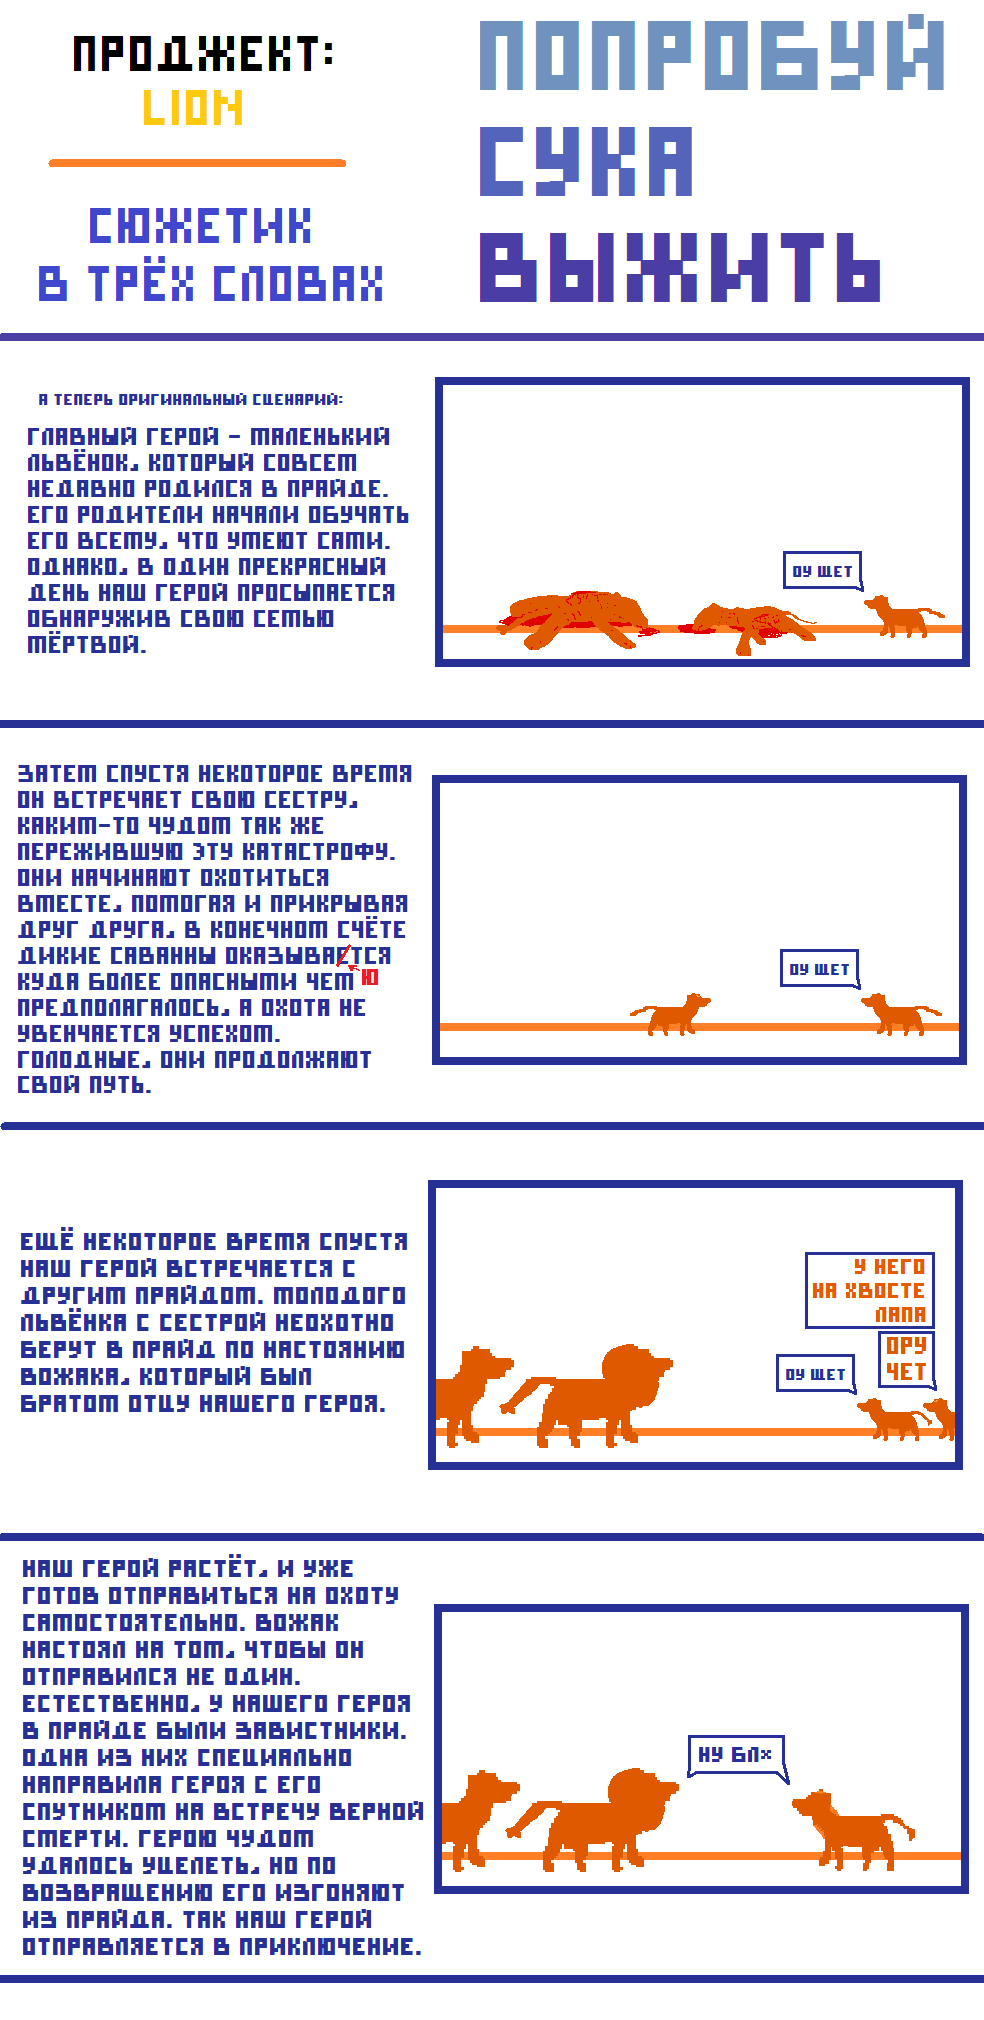 ПРОДЖЕКТ:
LION
СЮЖЕТИК
В ТРЁХ СЛОВАХ
ПОПРОБУЙ
СУКА
ВЫЖИТЬ
А ТЕПЕРЬ ОРИГИНАЛЬНЫЙ СЦЕНАРИЙ:
ГЛАВНЫЙ ГЕРОЙ - МАЛЕНЬКИЙ
ЛЬВЁНОК, КОТОРЫЙ СОВСЕМ
НЕДАВНО РОДИЛСЯ В ПРАЙДЕ.
ЕГО РОДИТЕЛИ НАЧАЛИ ОБУЧАТЬ
ЕГО ВСЕМУ, ЧТО УМЕЮТ САМИ.
ОДНАКО, В ОДИН ПРЕКРАСНЫЙ
ДЕНЬ НАШ ГЕРОЙ ПРОСЫПАЕТСЯ
ОБНАРУЖИВ СВОЮ СЕМЬЮ
МЁРТВОЙ.
ОУ ЩЕТ
ЗАТЕМ СПУСТЯ НЕКОТОРОЕ ВРЕМЯ
ОН ВСТРЕЧАЕТ СВОЮ СЕСТРУ,
КАКИМ-ТО ЧУДОМ ТАК ЖЕ
ПЕРЕЖИВШУЮ ЭТУ КАТАСТРОФУ.
ОНИ НАЧИНАЮТ ОХОТИТЬСЯ
ВМЕСТЕ, ПОМОГАЯ И ПРИКРЫВАЯ
ДРУГ ДРУГА, В КОНЕЧНОМ СЧЁТЕ
ДИКИЕ САВАННЫ ОКАЗЫВАЕТСЯ
КУДА БОЛЕЕ ОПАСНЫМИ ЧЕМ Ю
ПРЕДПОЛАГАЛОСЬ, А ОХОТА НЕ
УВЕНЧАЕТСЯ УСПЕХОМ.
ГОЛОДНЫЕ, ОНИ ПРОДОЛЖАЮТ
СВОЙ ПУТЬ.
ОУ ЩЕТ
ЕЩЁ НЕКОТОРОЕ ВРЕМЯ СПУСТЯ
НАШ ГЕРОЙ ВСТРЕЧАЕТСЯ С
ДРУГИМ ПРАЙДОМ. МОЛОДОГО
ЛЬВЁНКА С СЕСТРОЙ НЕОХОТНО
БЕРУТ В ПРАЙД ПО НАСТОЯНИЮ
ВОЖАКА, КОТОРЫЙ БЫЛ
БРАТОМ ОТЦУ НАШЕГО ГЕРОЯ.
У НЕГО
НА ХВОСТЕ
ЛАПА
ОРУ
ЧЕТ
ОУ ЩЕТ
НАШ ГЕРОЙ РАСТЁТ, И УЖЕ
ГОТОВ ОТПРАВИТЬСЯ НА ОХОТУ
САМОСТОЯТЕЛЬНО. ВОЖАК
НАСТОЯЛ НА ТОМ, ЧТОБЫ ОН
ОТПРАВИЛСЯ НЕ ОДИН.
ЕСТЕСТВЕННО, У НАШЕГО ГЕРОЯ
В ПРАЙДЕ БЫЛИ ЗАВИСТНИКИ.
ОДНА ИЗ НИХ СПЕЦИАЛЬНО
НАПРАВИЛА ГЕРОЯ С ЕГО
СПУТНИКОМ НА ВСТРЕЧУ ВЕРНОЙ
СМЕРТИ. ГЕРОЮ ЧУДОМ
УДАЛОСЬ УЦЕЛЕТЬ, НО ПО
ВОЗВРАЩЕНИЮ ЕГО ИЗГОНЯЮТ
ИЗ ПРАЙДА. ТАК НАШ ГЕРОЙ
ОТПРАВЛЯЕТСЯ В ПРИКЛЮЧЕНИЕ.
НУ БЛ×